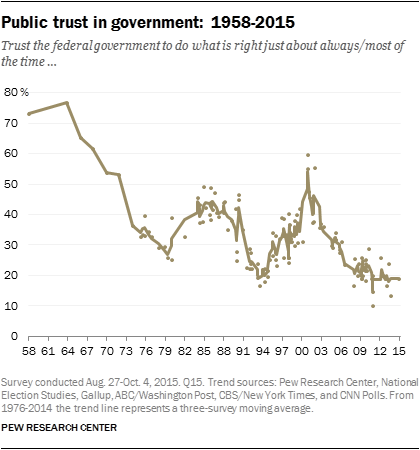 Public trust in government: 1958-2015
Trust the federal government to do what is right just about always/most of
the time ...
80 %
70
60
50
40
30
20
10
0
58 61 64 67 70 73 76 79 82 85 88 91 94 97 00 03 06 09 12 15
Survey conducted Aug. 27-Oct. 4, 2015. Q15. Trend sources: Pew Research Center, National
Election Studies, Gallup, ABC/Washington Post, CBS/New York Times, and CNN Polls. From
1976-2014 the trend line represents a three-survey moving average.
PEW RESEARCH CENTER